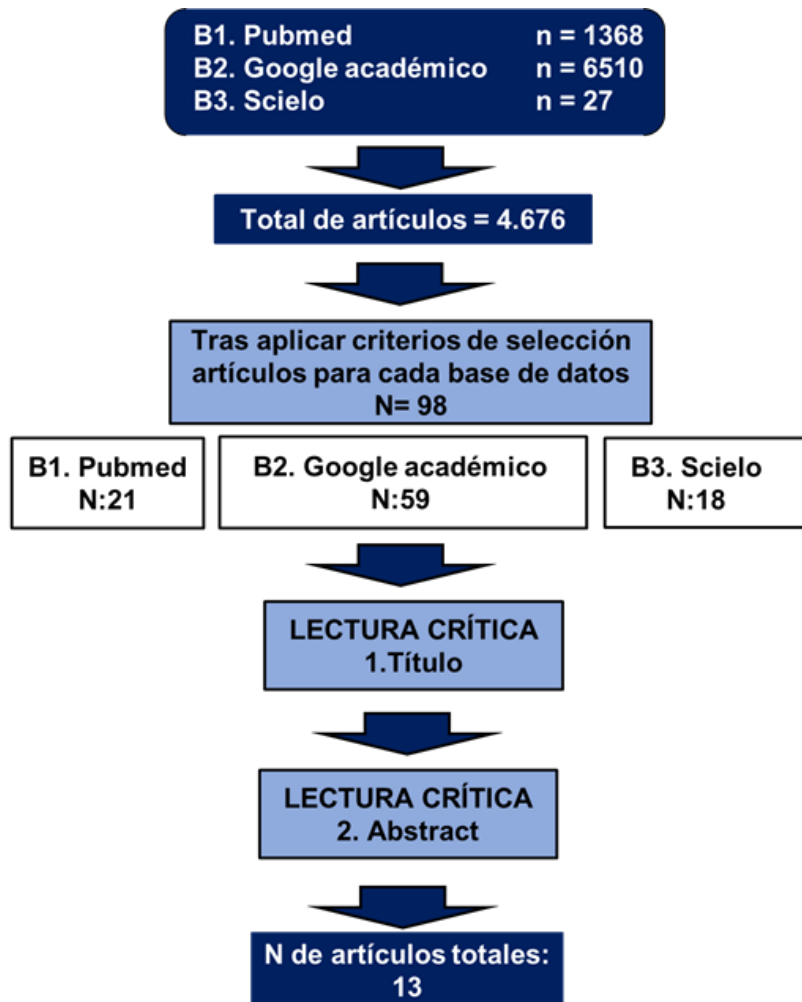 B1. Pubmed n = 1368
B2. Google académico n = 6510
B3. Scielo n = 27
Total de artículos = 4.676
Tras aplicar criterios de selección
artículos para cada base de datos
N= 98
B1. Pubmed
N:21
B2. Google académico
N:59
B3. Scielo
N:18
LECTURA CRÍTICA
1.Título
LECTURA CRÍTICA
2. Abstract
N de artículos totales:
13